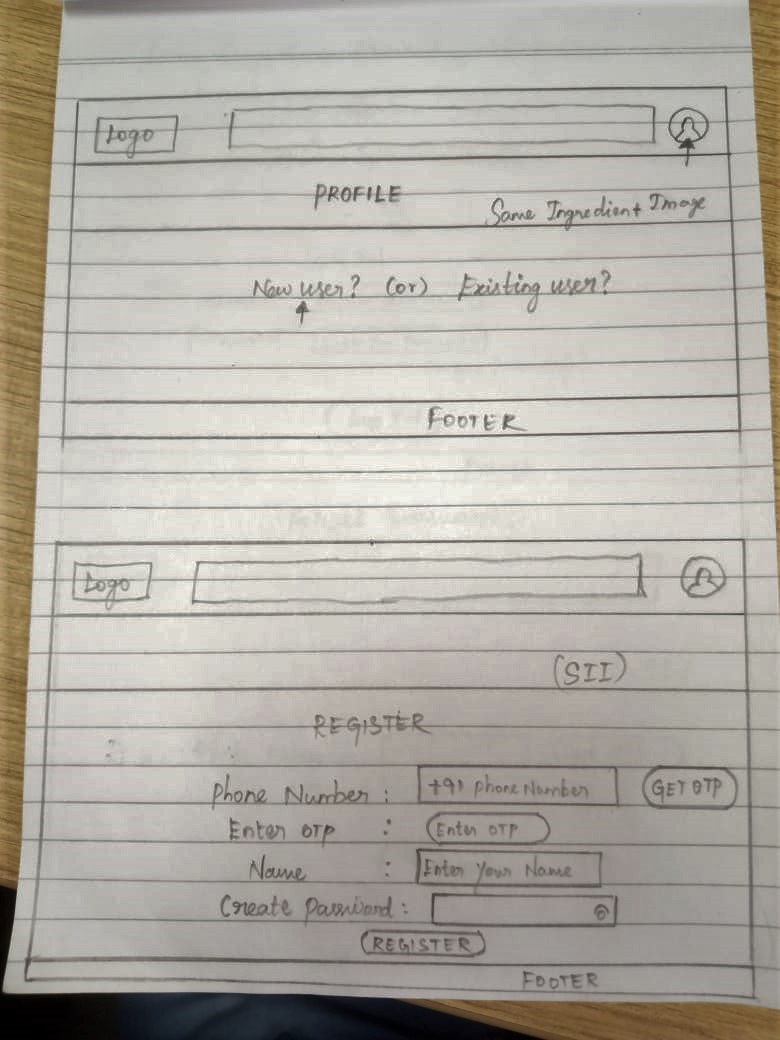 Logo
PROFILE
Same Ingredient Image
New user? (or) Existing user?
FOOTER
Logo
(SII)
REGISTER
Phone Number : +91 Phone Number GET OTP
Enter OTP : Enter OTP
Name : Enter Your Name
Create Password :
REGISTER
FOOTER